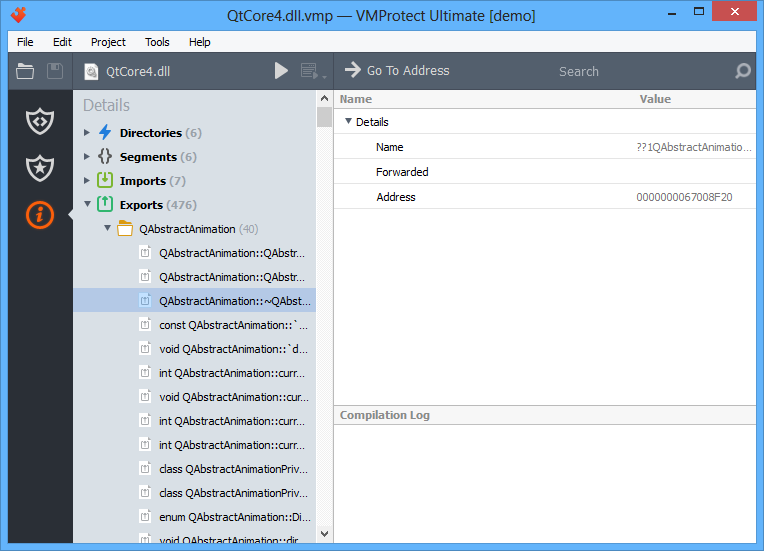 QtCore4.dll.vmp — VMProtect Ultimate [demo]
File Edit Project Tools Help
QtCore4.dll
Go To Address
Search
Details
Directories (6)
Segments (6)
Imports (7)
Exports (476)
QAbstractAnimation (40)
QAbstractAnimation::QAbstr...
QAbstractAnimation::QAbstr...
QAbstractAnimation::~QAbst...
const QAbstractAnimation::`...
void QAbstractAnimation::`d...
int QAbstractAnimation::curr...
void QAbstractAnimation::cur...
int QAbstractAnimation::curr...
int QAbstractAnimation::curr...
class QAbstractAnimationPriv...
class QAbstractAnimationPriv...
enum QAbstractAnimation::Di...
void QAbstractAnimation::dir...
Name Value
Details
Name ??1QAbstractAnimatio...
Forwarded
Address 0000000067008F20
Compilation Log